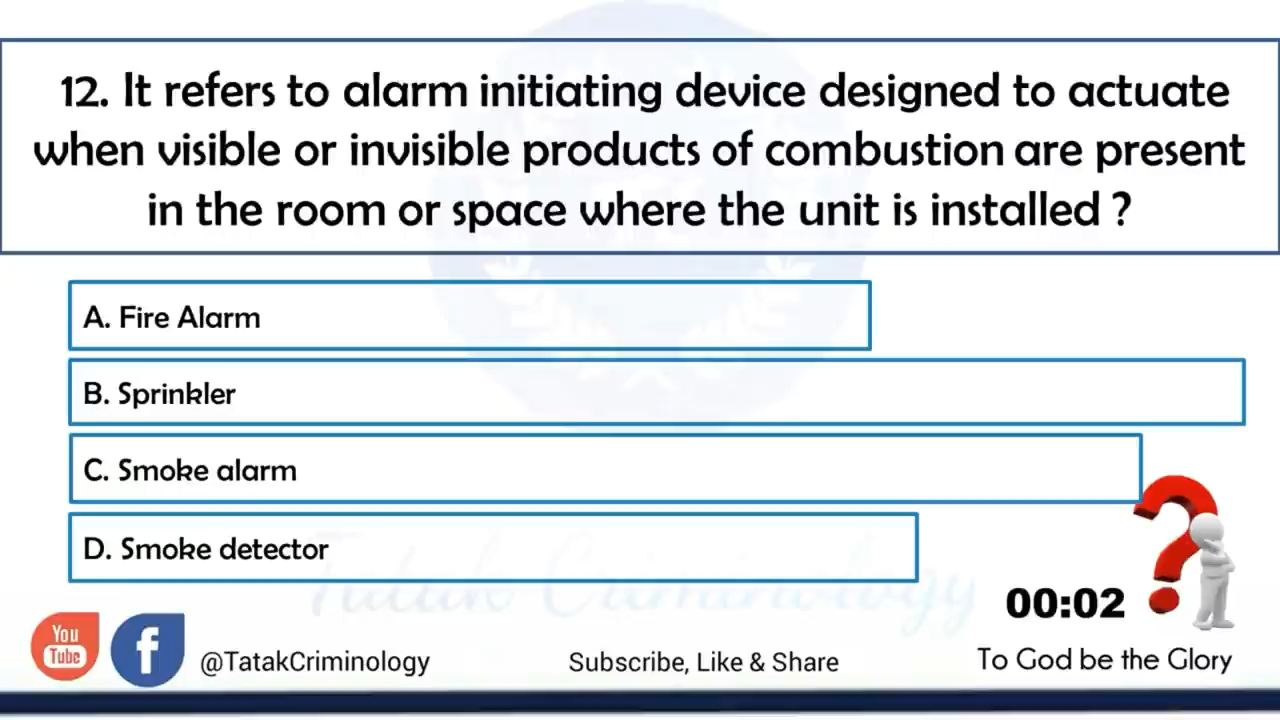 12. It refers to alarm initiating device designed to actuate
when visible or invisible products of combustion are present
in the room or space where the unit is installed ?
A. Fire Alarm
B. Sprinkler
C. Smoke alarm
D. Smoke detector
Tatak Criminology
00:02
You
Tube
f
@TatakCriminology
Subscribe, Like & Share
To God be the Glory